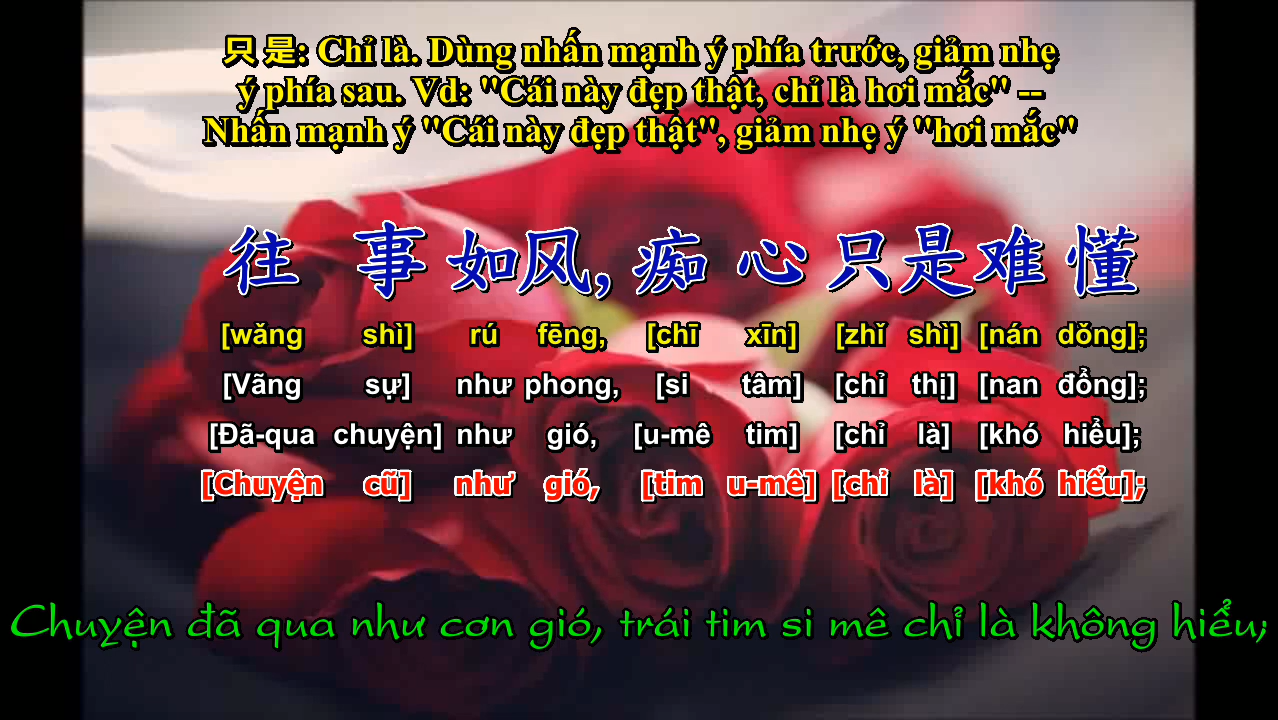 只是: Chỉ là. Dùng nhấn mạnh ý phía trước, giảm nhẹ
ý phía sau. Vd: "Cái này đẹp thật, chỉ là hơi mắc" --
Nhấn mạnh ý "Cái này đẹp thật", giảm nhẹ ý "hơi mắc"
往事如风,痴心只是难懂
[wǎng shì] rú fēng, [chī xīn] [zhǐ shì] [nán dǒng];
[Vãng sự] như phong, [si tâm] [chỉ thị] [nan đổng];
[Đã-qua chuyện] như gió, [u-mê tim] [chỉ là] [khó hiểu];
[Chuyện cũ] như gió, [tim u-mê] [chỉ là] [khó hiểu];
Chuyện đã qua như cơn gió, trái tim si mê chỉ là không hiểu;